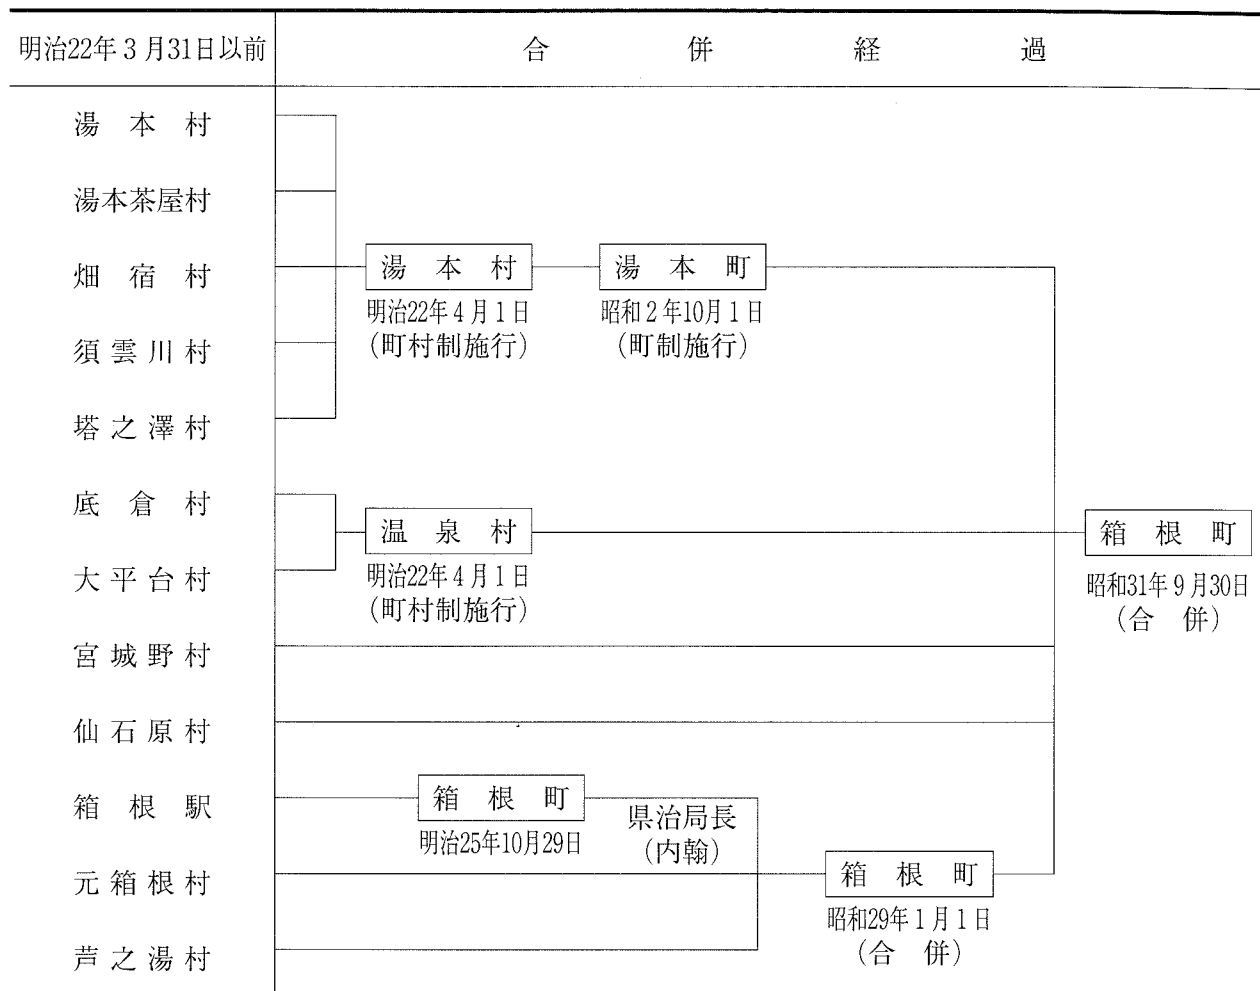 明治22年3月31日以前
合併経過
湯本村
湯本茶屋村
畑宿村
須雲川村
塔之澤村
底倉村
大平台村
宮城野村
仙石原村
箱根駅
元箱根村
芦之湯村
湯本村
明治22年4月1日
(町村制施行)
湯本町
昭和2年10月1日
(町制施行)
温泉村
明治22年4月1日
(町村制施行)
箱根町
明治25年10月29日
県治局長
(内翰)
箱根町
昭和29年1月1日
(合併)
箱根町
昭和31年9月30日
(合併)